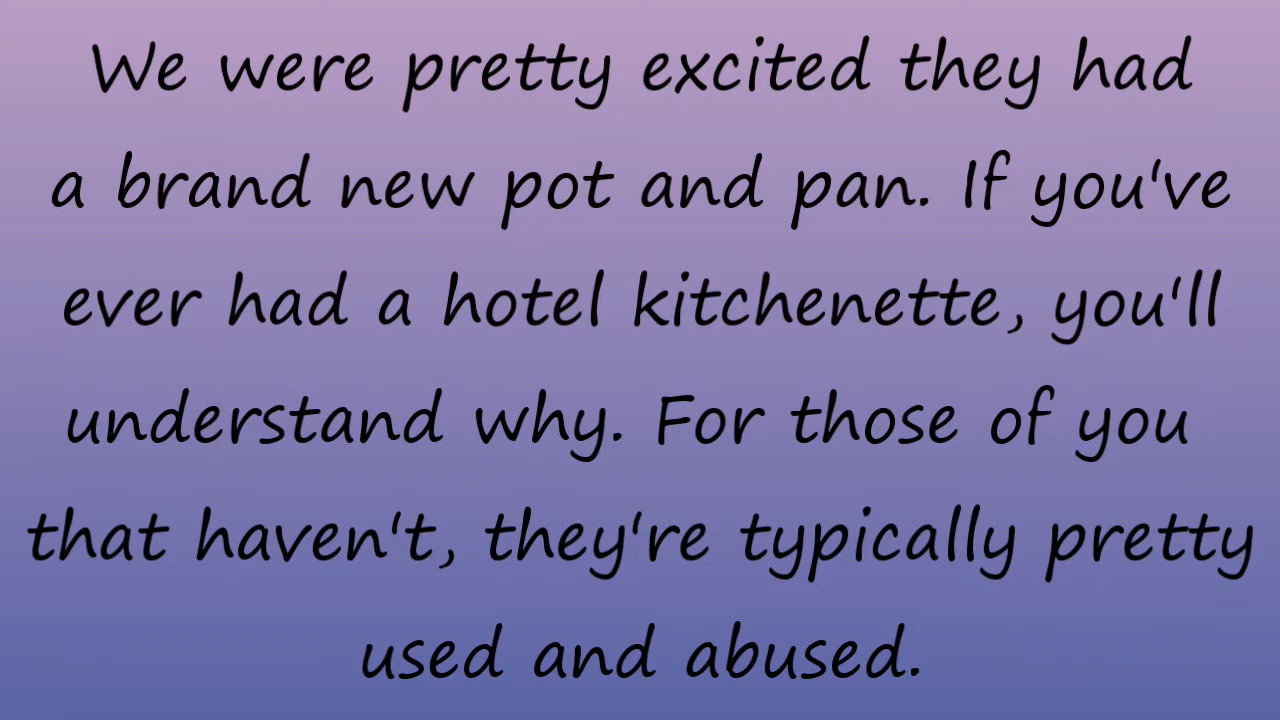 We were pretty excited they had
a brand new pot and pan. If you've
ever had a hotel kitchenette, you'll
understand why. For those of you
that haven't, they're typically pretty
used and abused.